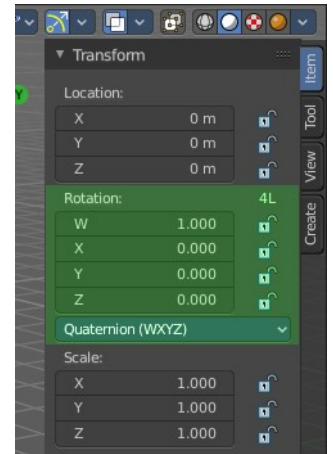 Transform
Location:
X 0 m
Y 0 m
Z 0 m
Rotation: 4L
W 1.000
X 0.000
Y 0.000
Z 0.000
Quaternion (WXYZ)
Scale:
X 1.000
Y 1.000
Z 1.000
Item
Tool
View
Create
Y